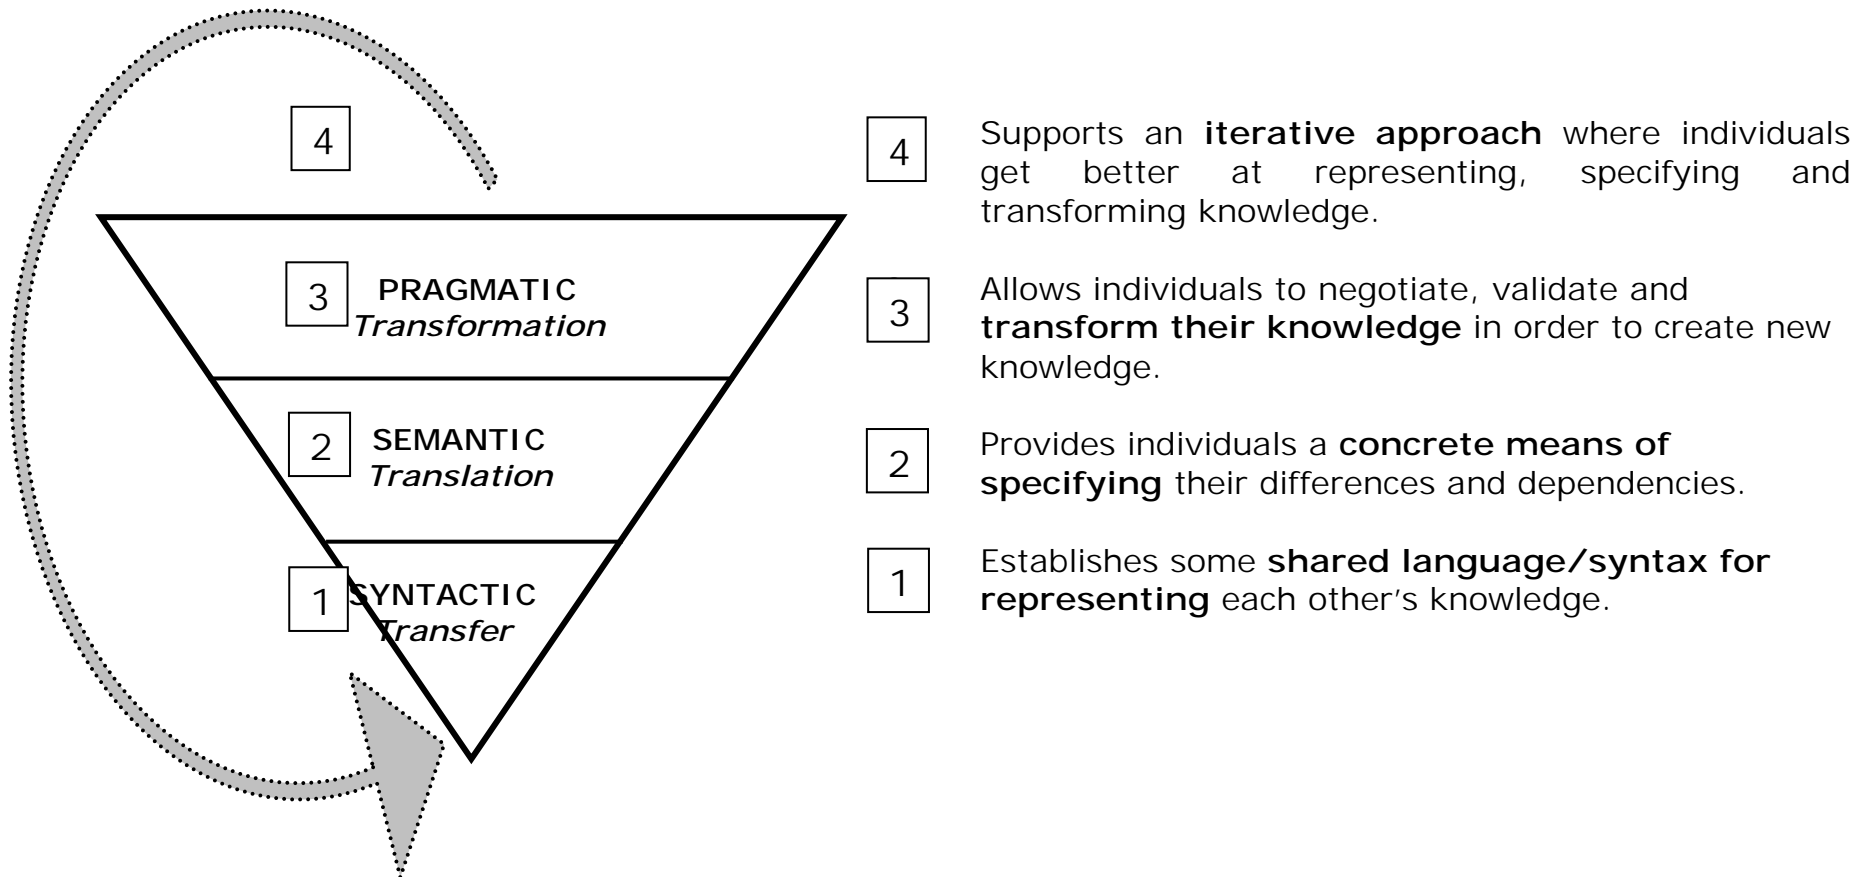 4
3
PRAGMATIC
Transformation
2
SEMANTIC
Translation
1
SYNTACTIC
Transfer
4
Supports an iterative approach where individuals
get better at representing, specifying and
transforming knowledge.
3
Allows individuals to negotiate, validate and
transform their knowledge in order to create new
knowledge.
2
Provides individuals a concrete means of
specifying their differences and dependencies.
1
Establishes some shared language/syntax for
representing each other’s knowledge.